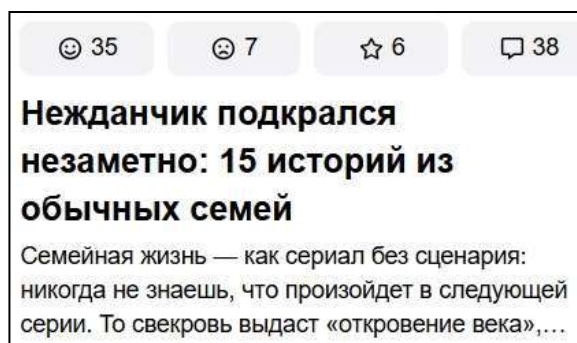 35 7 6 38
Нежданчик подкрался
незаметно: 15 историй из
обычных семей
Семейная жизнь — как сериал без сценария:
никогда не знаешь, что произойдет в следующей
серии. То свекровь выдаст «откровение века»,...